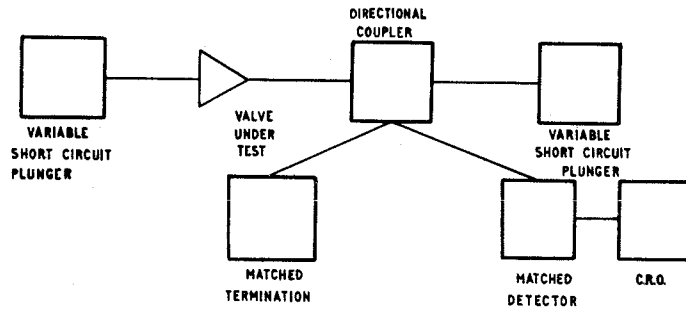 DIRECTIONAL
COUPLER
VARIABLE
SHORT CIRCUIT
PLUNGER
VALVE
UNDER
TEST
VARIABLE
SHORT CIRCUIT
PLUNGER
MATCHED
TERMINATION
MATCHED
DETECTOR
C.R.O.